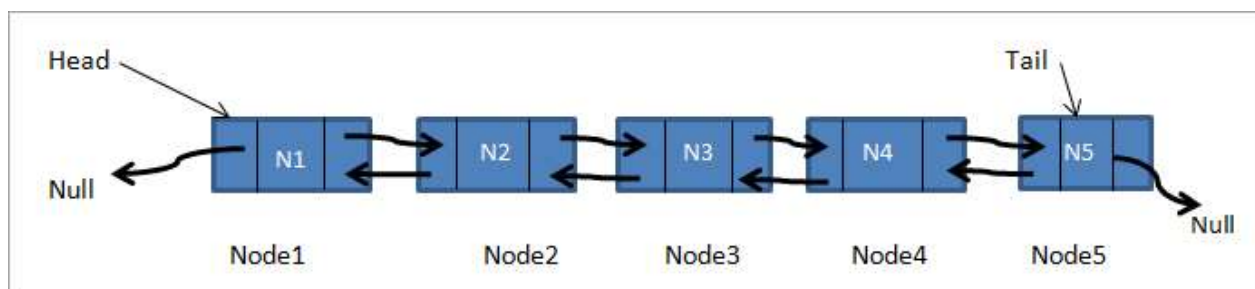 Head
Tail
N1
N2
N3
N4
N5
Null
Null
Node1
Node2
Node3
Node4
Node5